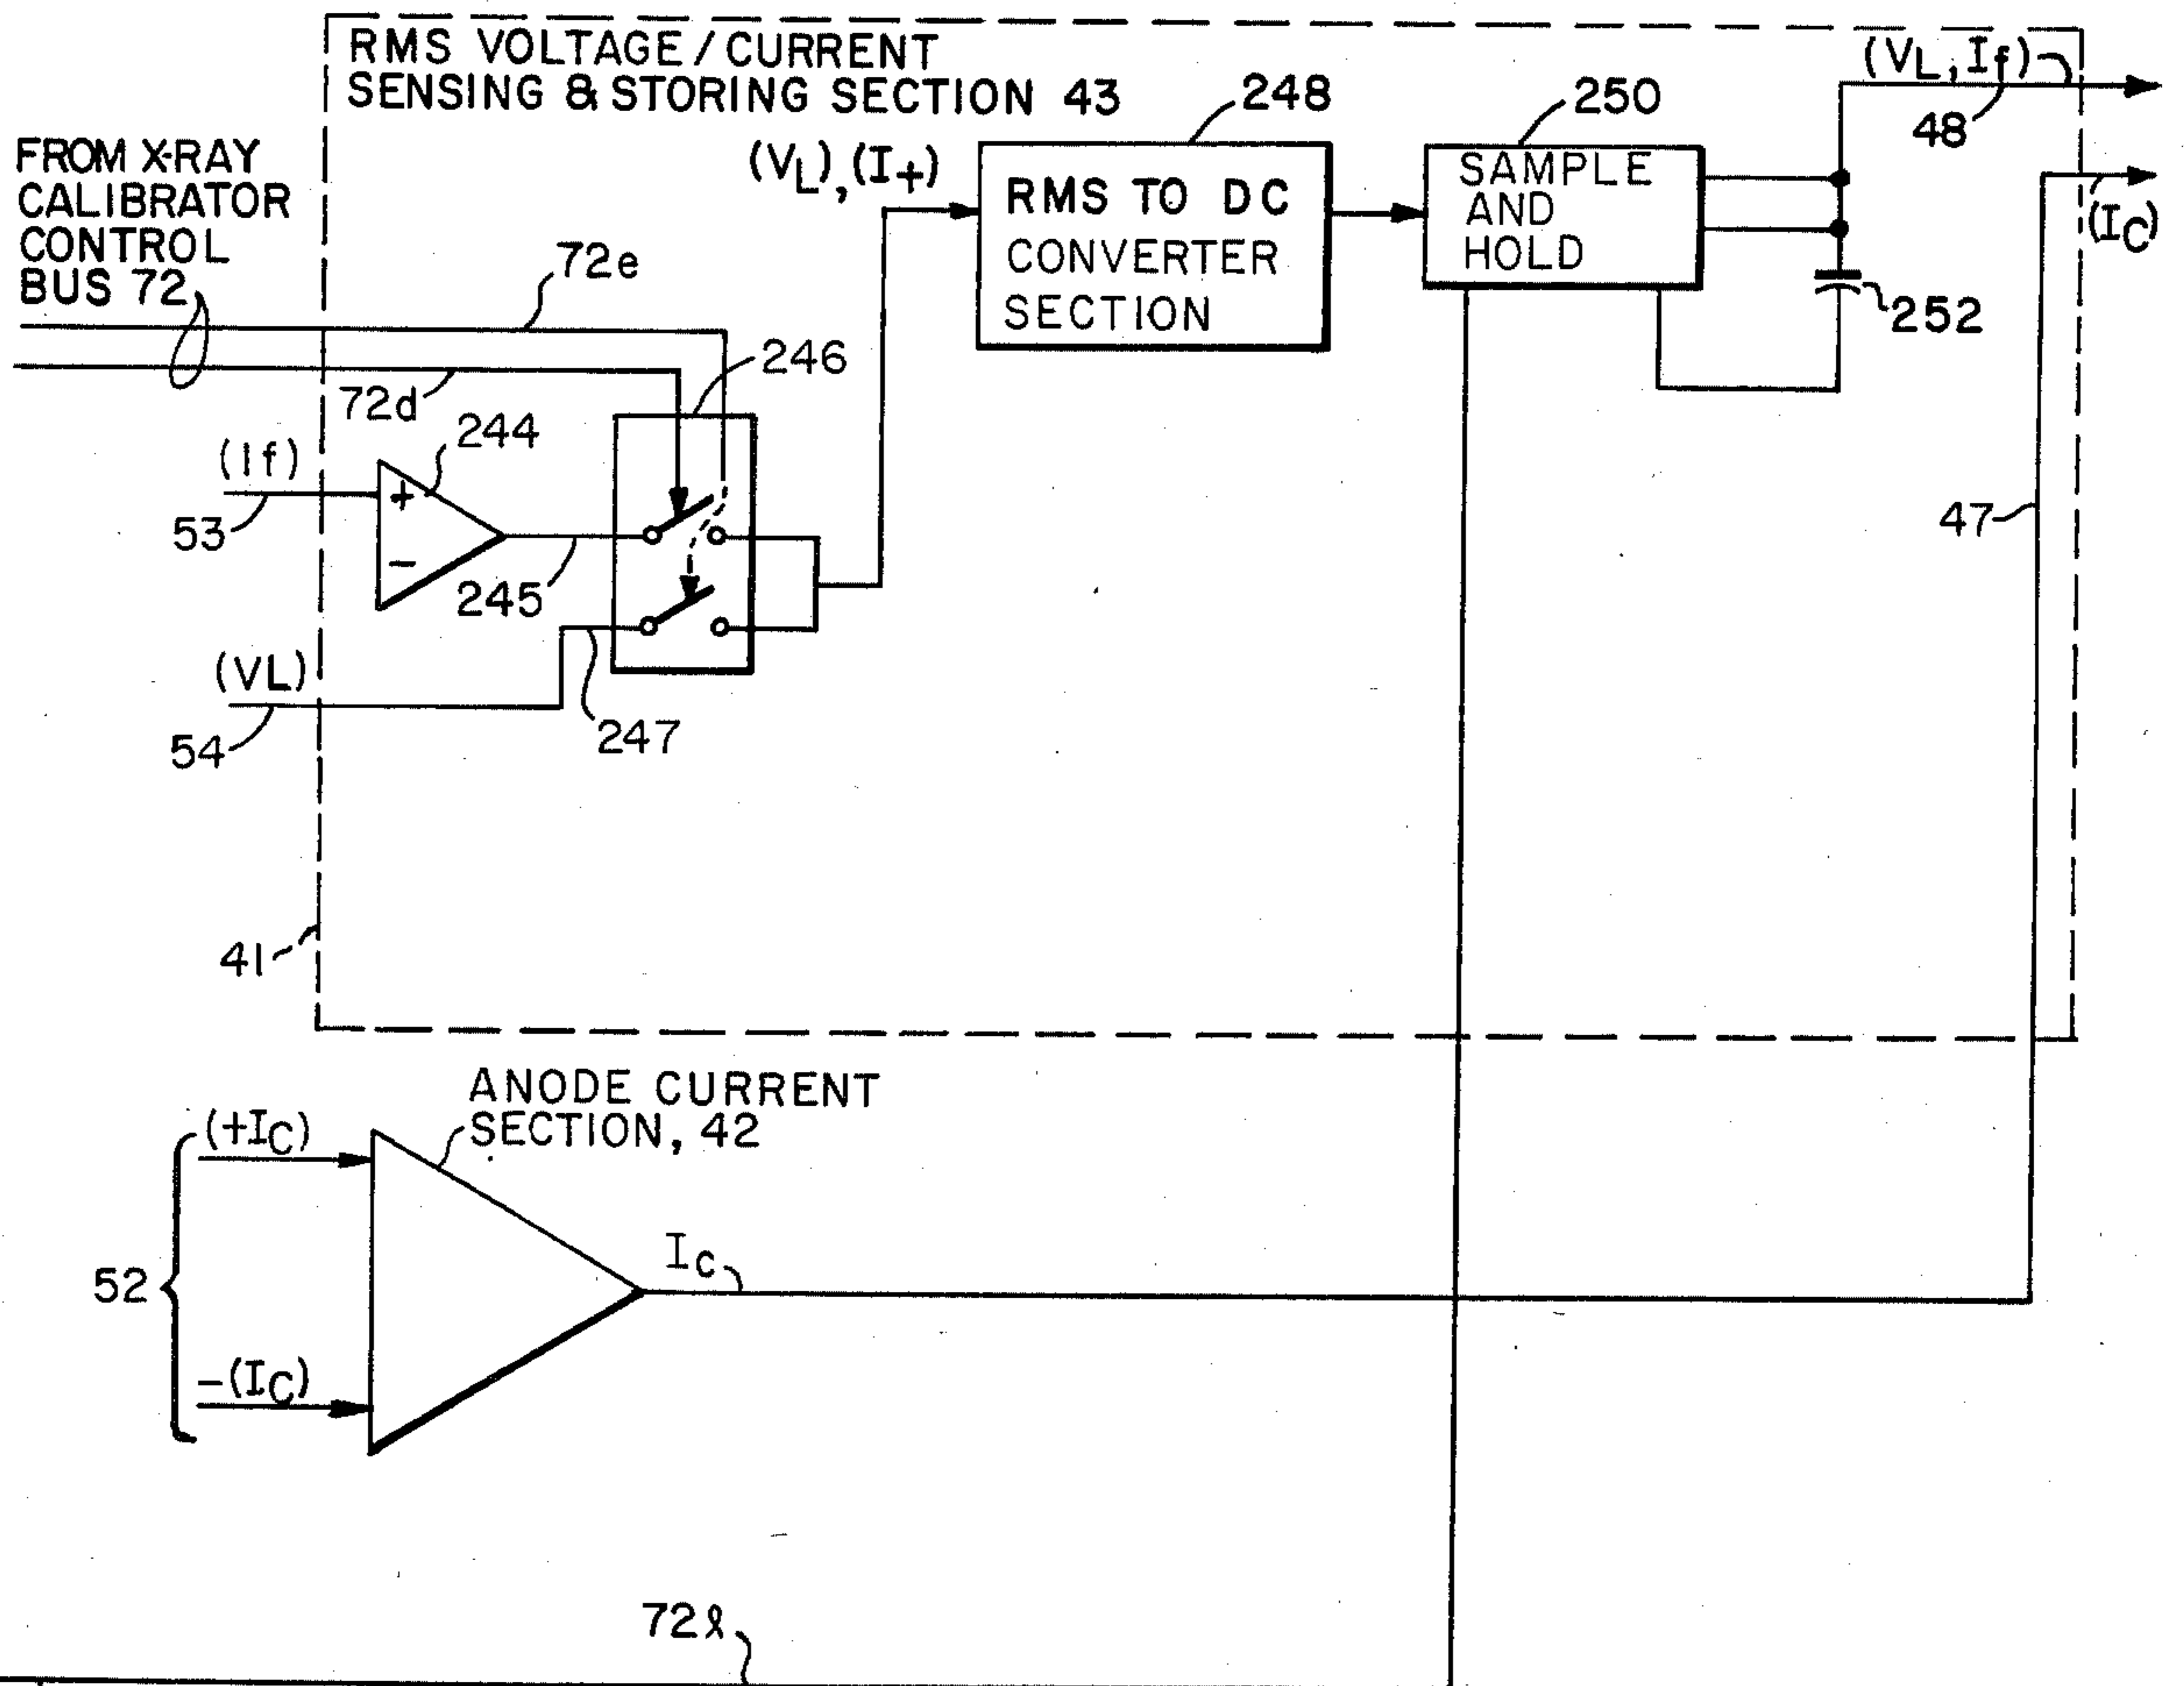 RMS VOLTAGE/CURRENT
SENSING & STORING SECTION 43
(VL, If)
48
(IC)
FROM X-RAY
CALIBRATOR
CONTROL
BUS 72
72e
72d
(VL),(I+)
248
RMS TO DC
CONVERTER
SECTION
250
SAMPLE
AND
HOLD
252
246
244
(If)
+
−
53
245
(VL)
54
247
47
41
ANODE CURRENT
SECTION, 42
(+IC)
52
−(IC)
IC
72ℓ